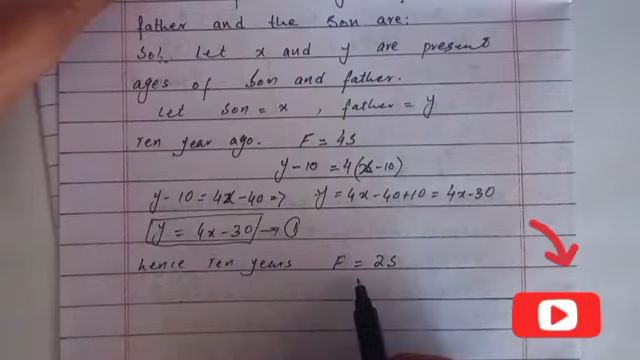 father and the Son are:
Sol. Let x and y are present
ages of Son and father.
Let Son = x , father = y
Ten year ago. F = 4S
y-10 = 4(x-10)
y-10 = 4x-40 => y = 4x-40+10 = 4x-30
y = 4x-30 → ①
hence Ten years F = 2S